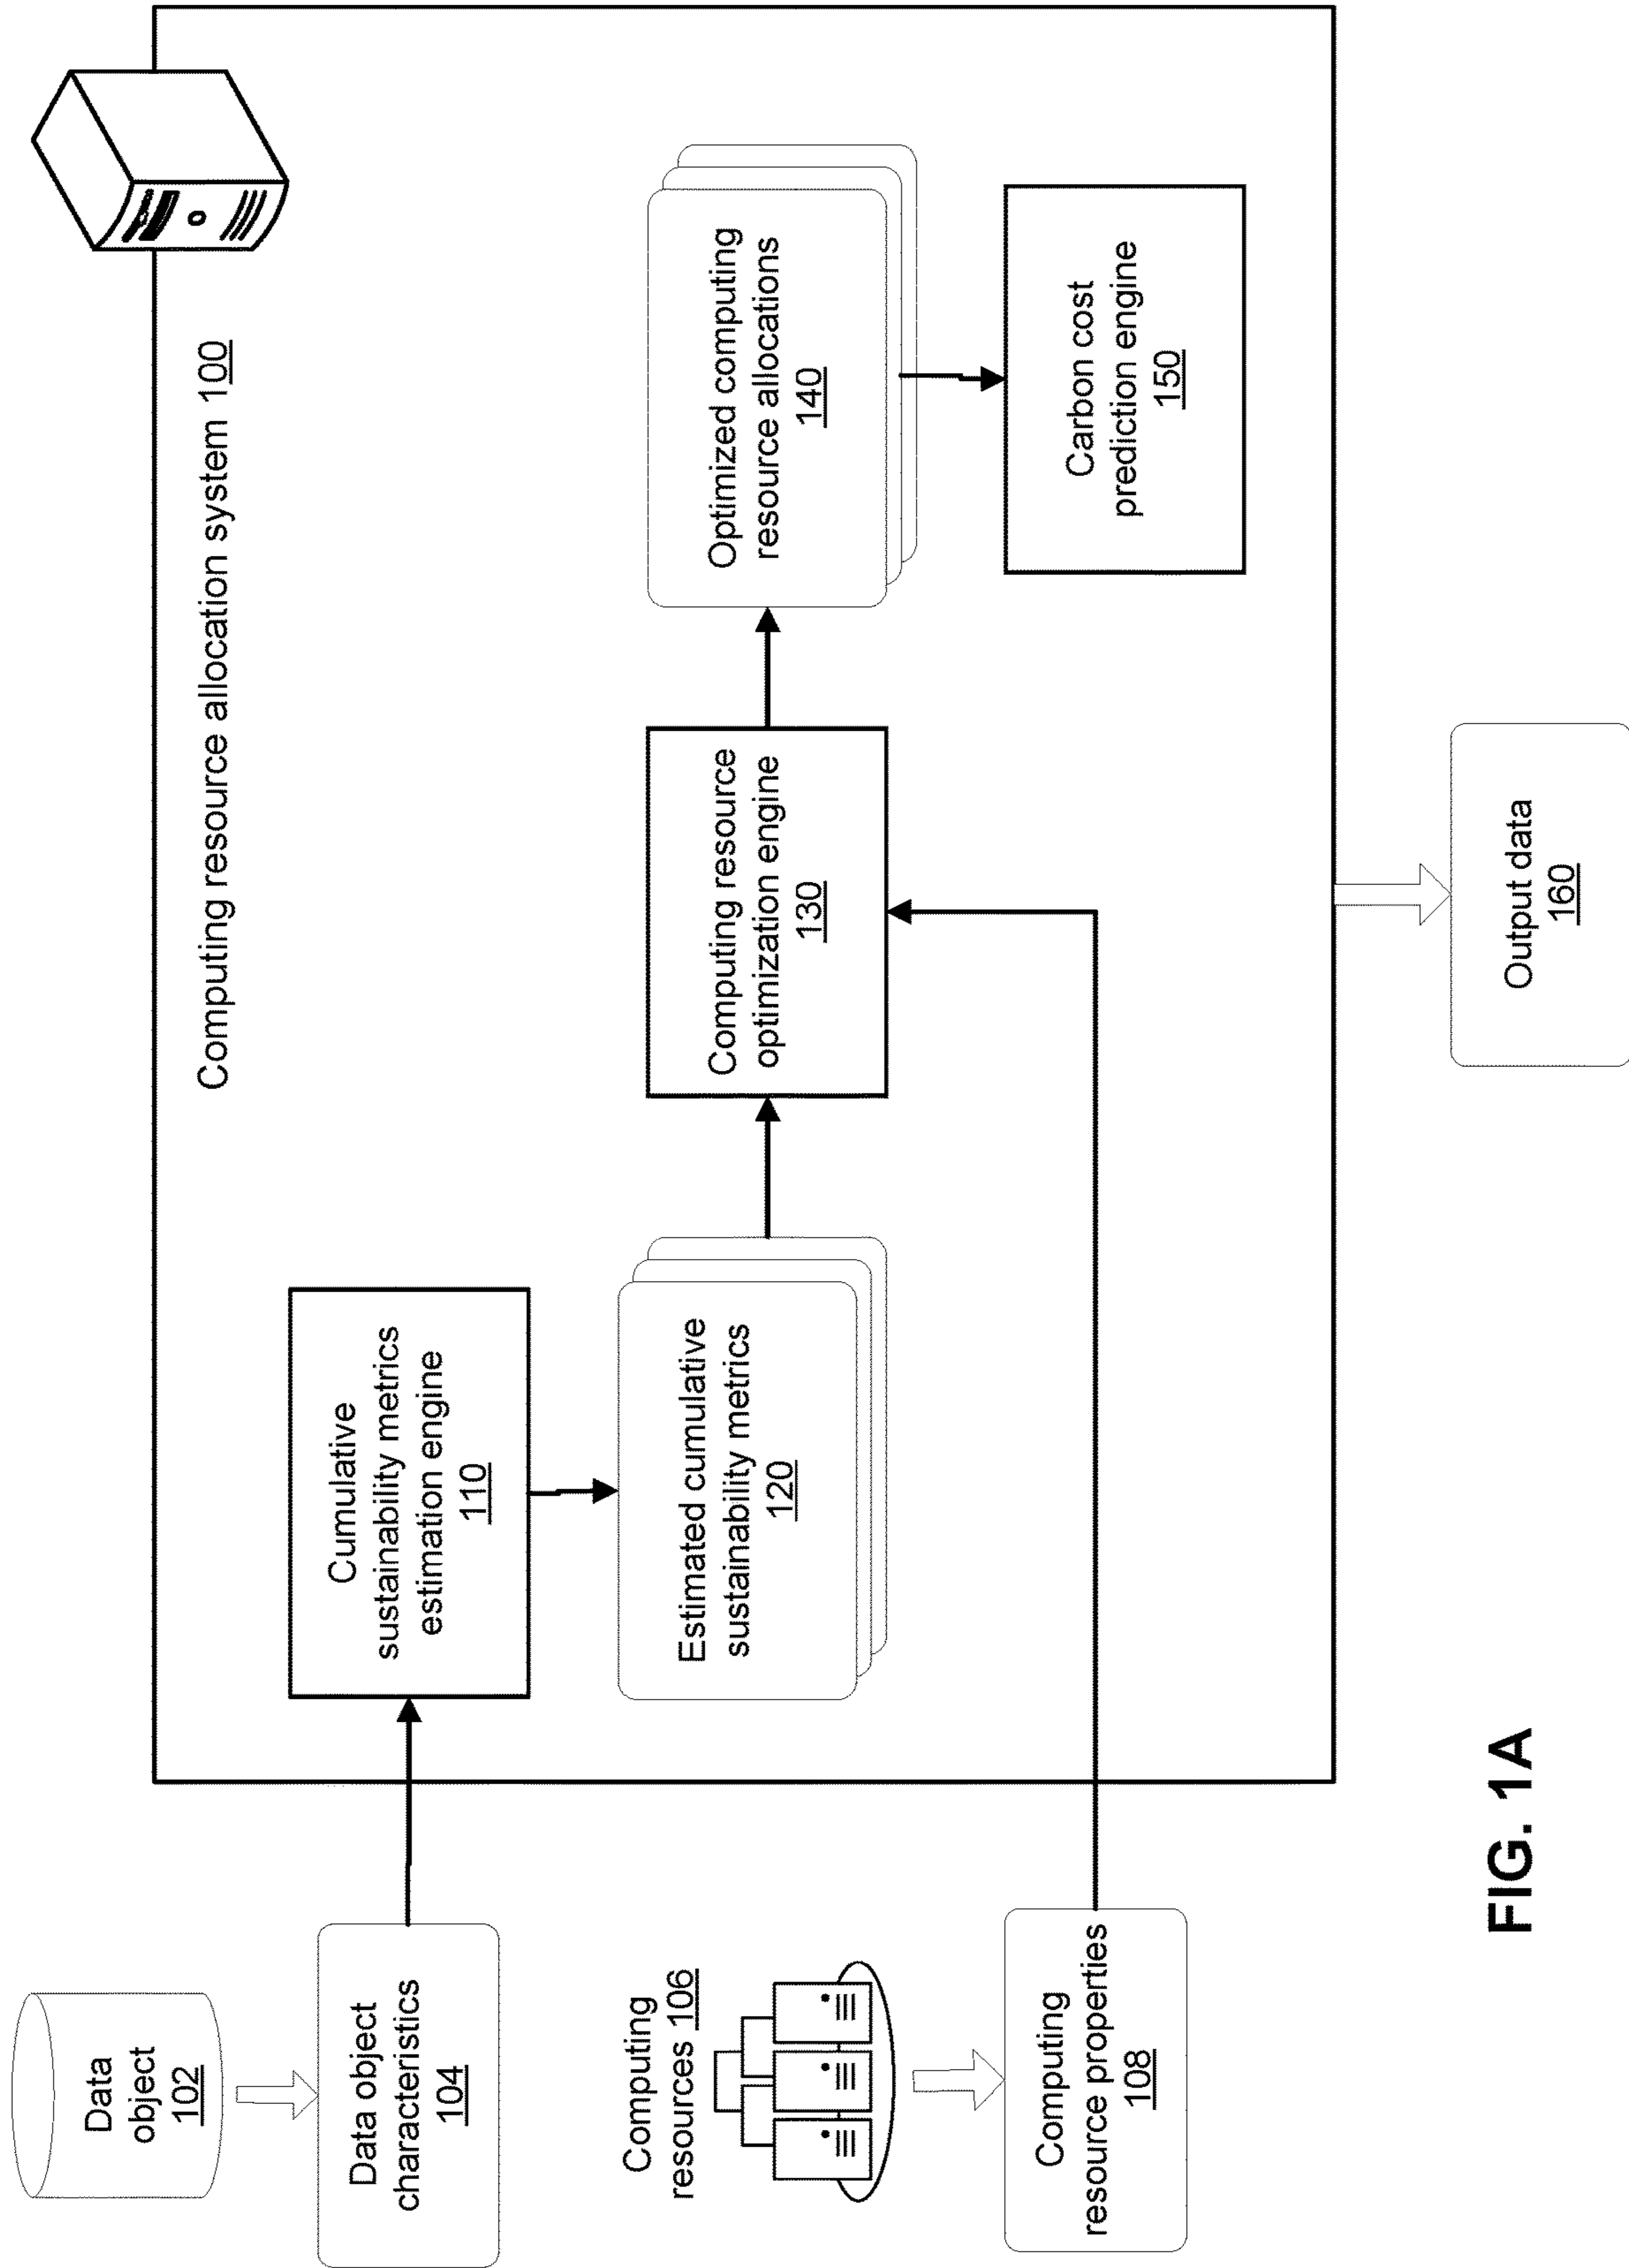 Computing resource allocation system 100
Data
object
102
Data object
characteristics
104
Computing
resources 106
Computing
resource properties
108
Cumulative
sustainability metrics
estimation engine
110
Estimated cumulative
sustainability metrics
120
Computing resource
optimization engine
130
Optimized computing
resource allocations
140
Carbon cost
prediction engine
150
Output data
160
FIG. 1A